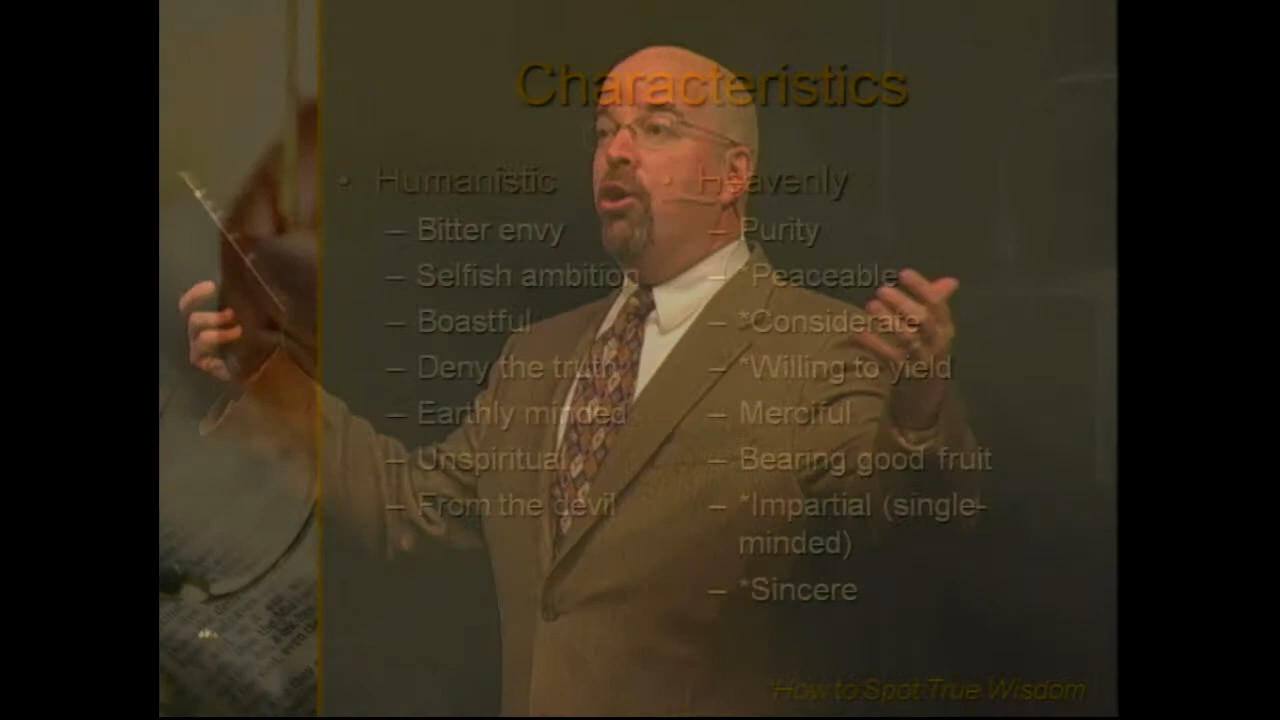 Characteristics
• Humanistic
– Bitter envy
– Selfish ambition
– Boastful
– Deny the truth
– Earthly minded
– Unspiritual
– From the devil
• Heavenly
– Purity
– Peaceable
– *Considerate
– *Willing to yield
– Merciful
– Bearing good fruit
– *Impartial (single-
minded)
– *Sincere
How to Spot True Wisdom